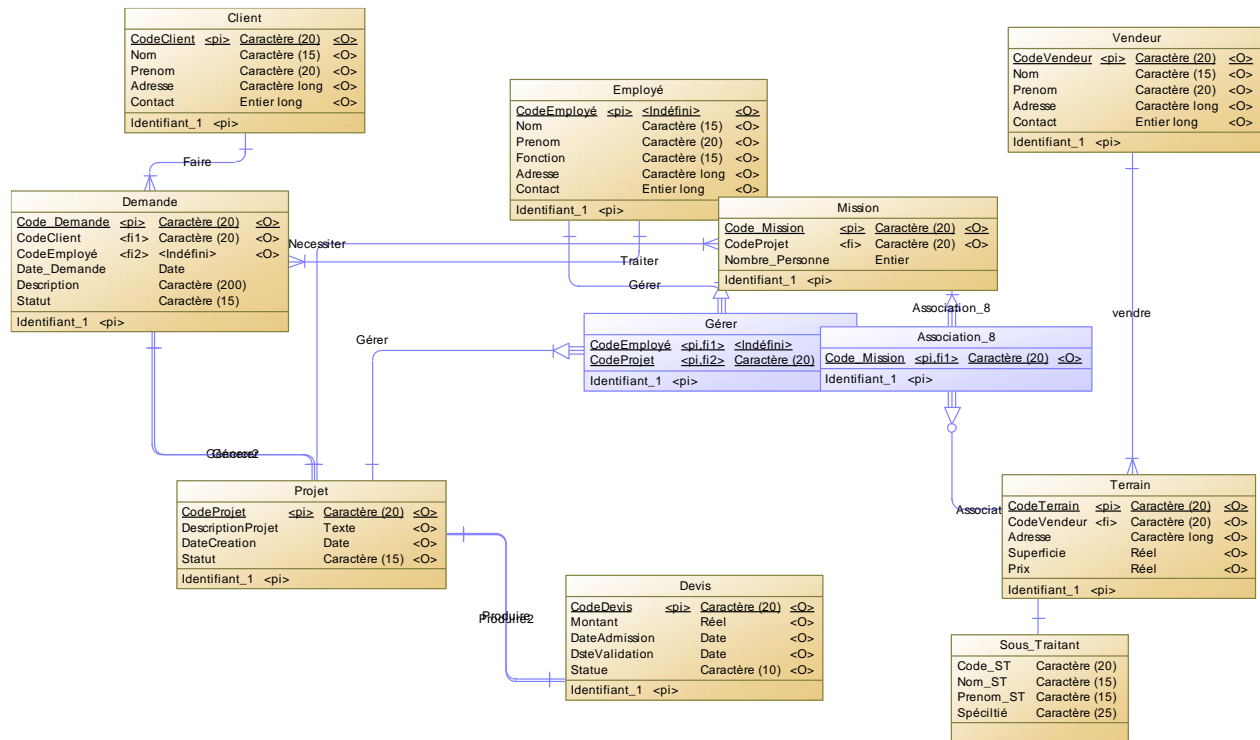 Client
CodeClient <pi> Caractère (20) <O>
Nom Caractère (15) <O>
Prenom Caractère (20) <O>
Adresse Caractère long <O>
Contact Entier long <O>
Identifiant_1 <pi>
Faire
Employé
CodeEmployé <pi> <Indéfini> <O>
Nom Caractère (15) <O>
Prenom Caractère (20) <O>
Fonction Caractère (15) <O>
Adresse Caractère long <O>
Contact Entier long <O>
Identifiant_1 <pi>
Vendeur
CodeVendeur <pi> Caractère (20) <O>
Nom Caractère (15) <O>
Prenom Caractère (20) <O>
Adresse Caractère long <O>
Contact Entier long <O>
Identifiant_1 <pi>
Demande
Code_Demande <pi> Caractère (20) <O>
CodeClient <fi1> Caractère (20) <O>
CodeEmployé <fi2> <Indéfini> <O>
Date_Demande Date
Description Caractère (200)
Statut Caractère (15)
Identifiant_1 <pi>
Necessiter
Traiter
Gérer
Mission
Code_Mission <pi> Caractère (20) <O>
CodeProjet <fi> Caractère (20) <O>
Nombre_Personne Entier
Identifiant_1 <pi>
Association_8
vendre
Gérer
Gérer
CodeEmployé <pi,fi1> <Indéfini>
CodeProjet <pi,fi2> Caractère (20)
Identifiant_1 <pi>
Association_8
Code_Mission <pi,fi1> Caractère (20) <O>
Identifiant_1 <pi>
Projet
CodeProjet <pi> Caractère (20) <O>
DescriptionProjet Texte <O>
DateCreation Date <O>
Statut Caractère (15) <O>
Identifiant_1 <pi>
Associat
Terrain
CodeTerrain <pi> Caractère (20) <O>
CodeVendeur <fi> Caractère (20) <O>
Adresse Caractère long <O>
Superficie Réel <O>
Prix Réel <O>
Identifiant_1 <pi>
Produire2
Devis
CodeDevis <pi> Caractère (20) <O>
Montant Réel <O>
DateAdmission Date <O>
DsteValidation Date <O>
Statue Caractère (10) <O>
Identifiant_1 <pi>
Sous_Traitant
Code_ST Caractère (20)
Nom_ST Caractère (15)
Prenom_ST Caractère (15)
Spéciltié Caractère (25)